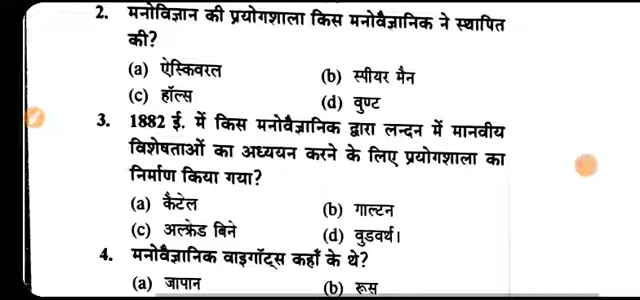 2. मनोविज्ञान की प्रयोगशाला किस मनोवैज्ञानिक ने स्थापित
की?
(a) ऐस्किवरल (b) स्पीयर मैन
(c) हॉल्स (d) वुण्ट
3. 1882 ई. में किस मनोवैज्ञानिक द्वारा लन्दन में मानवीय
विशेषताओं का अध्ययन करने के लिए प्रयोगशाला का
निर्माण किया गया?
(a) कैटेल (b) गाल्टन
(c) अल्फ्रेड बिने (d) वुडवर्थ।
4. मनोवैज्ञानिक वाइगॉट्स कहाँ के थे?
(a) जापान (b) रूस